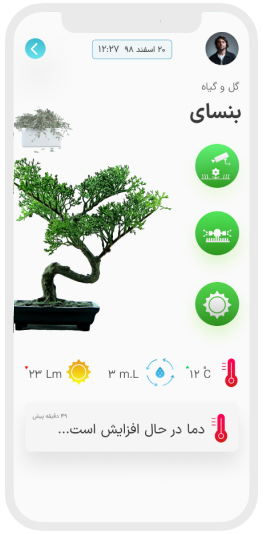 ۲۰ اسفند ۹۸ ۱۲:۲۷
گل و گیاه
بنسای
۱۲ C
۳ m.L
۲۳ Lm
۴۹ دقیقه پیش
دما در حال افزایش است...